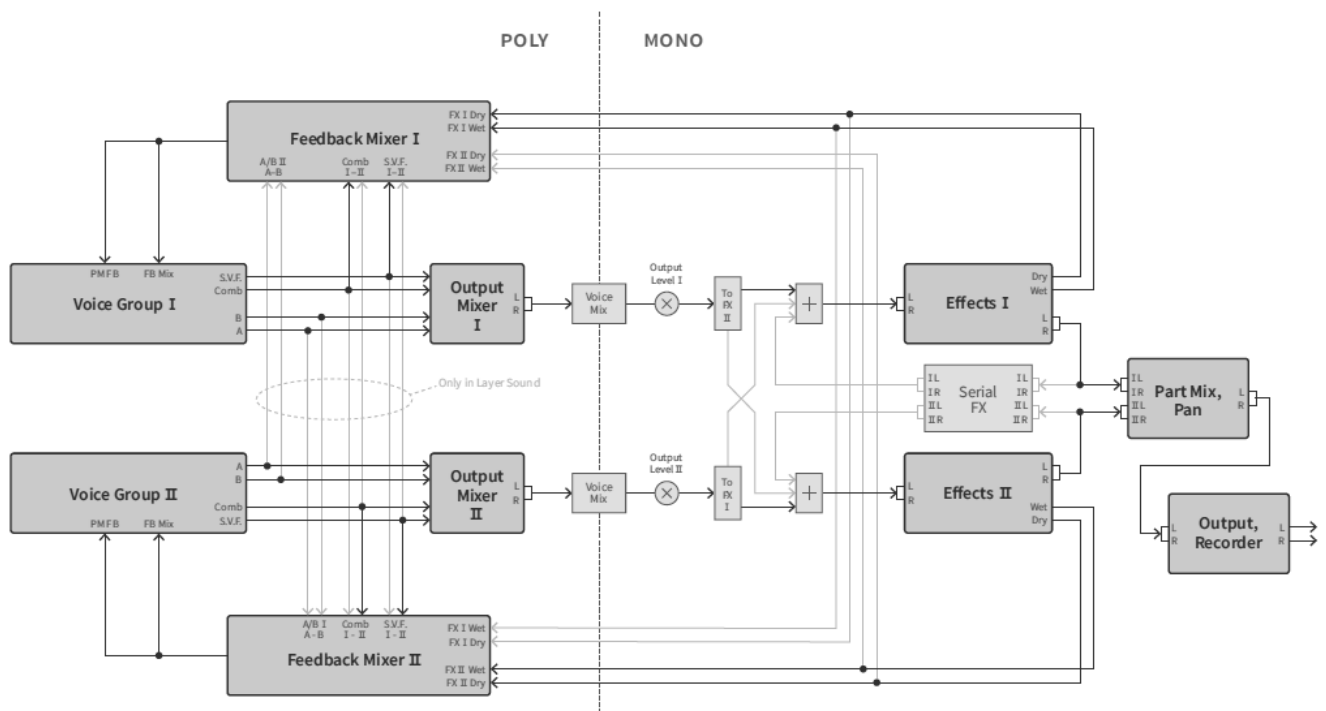 POLY
MONO
Feedback Mixer I
A/B II
A–B
Comb
I–II
S.V.F.
I–II
FX I Dry
FX I Wet
FX II Dry
FX II Wet
Voice Group I
PM FB
FB Mix
S.V.F.
Comb
B
A
Output
Mixer
I
L
R
Voice
Mix
Output
Level I
To
FX
II
+
L
R
Effects I
Dry
Wet
L
R
Only in Layer Sound
Serial
FX
I L
I R
II L
II R
I L
I R
II L
II R
Part Mix,
Pan
I L
I R
II L
II R
L
R
Voice Group II
PM FB
FB Mix
A
B
Comb
S.V.F.
Output
Mixer
II
L
R
Voice
Mix
Output
Level II
To
FX
I
+
L
R
Effects II
L
R
Wet
Dry
Output,
Recorder
L
R
L
R
Feedback Mixer II
A/B I
A - B
Comb
I - II
S.V.F.
I - II
FX I Wet
FX I Dry
FX II Wet
FX II Dry